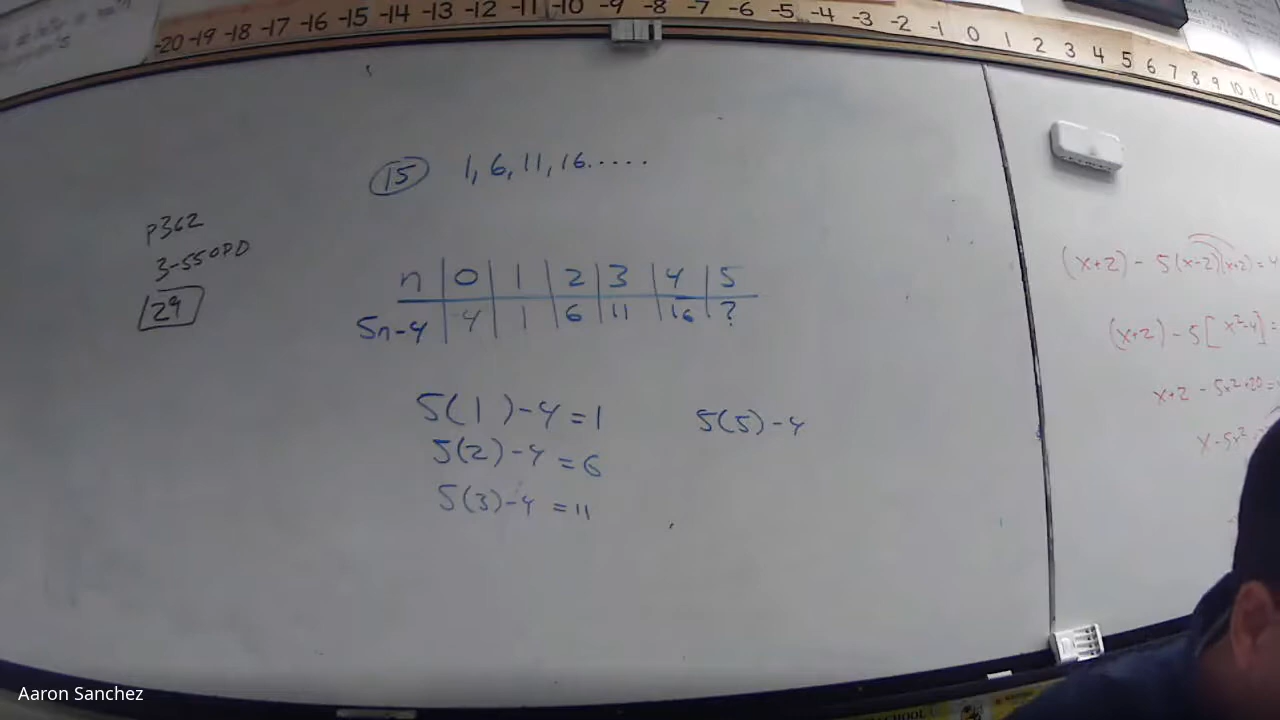 -20 -19 -18 -17 -16 -15 -14 -13 -12 -11 -10 -9 -8 -7 -6 -5 -4 -3 -2 -1 0 1 2 3 4 5 6 7 8 9 10 11 12
15 1, 6, 11, 16.....
P362
3-55 OPD
29
n 0 1 2 3 4 5
5n-4 -4 1 6 11 16 ?
5(1)-4=1
5(2)-4=6
5(3)-4=11
5(5)-4
(x+2) - 5(x-2)(x+2) = 4
(x+2) - 5[x²-4] =
x+2 - 5x²+20 =
x-5x²
SCHOOL
Aaron Sanchez